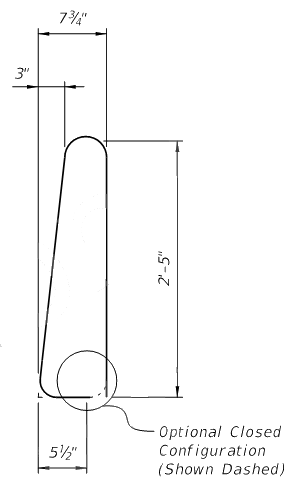 7¾"
3"
2'-5"
5½"
Optional Closed
Configuration
(Shown Dashed)